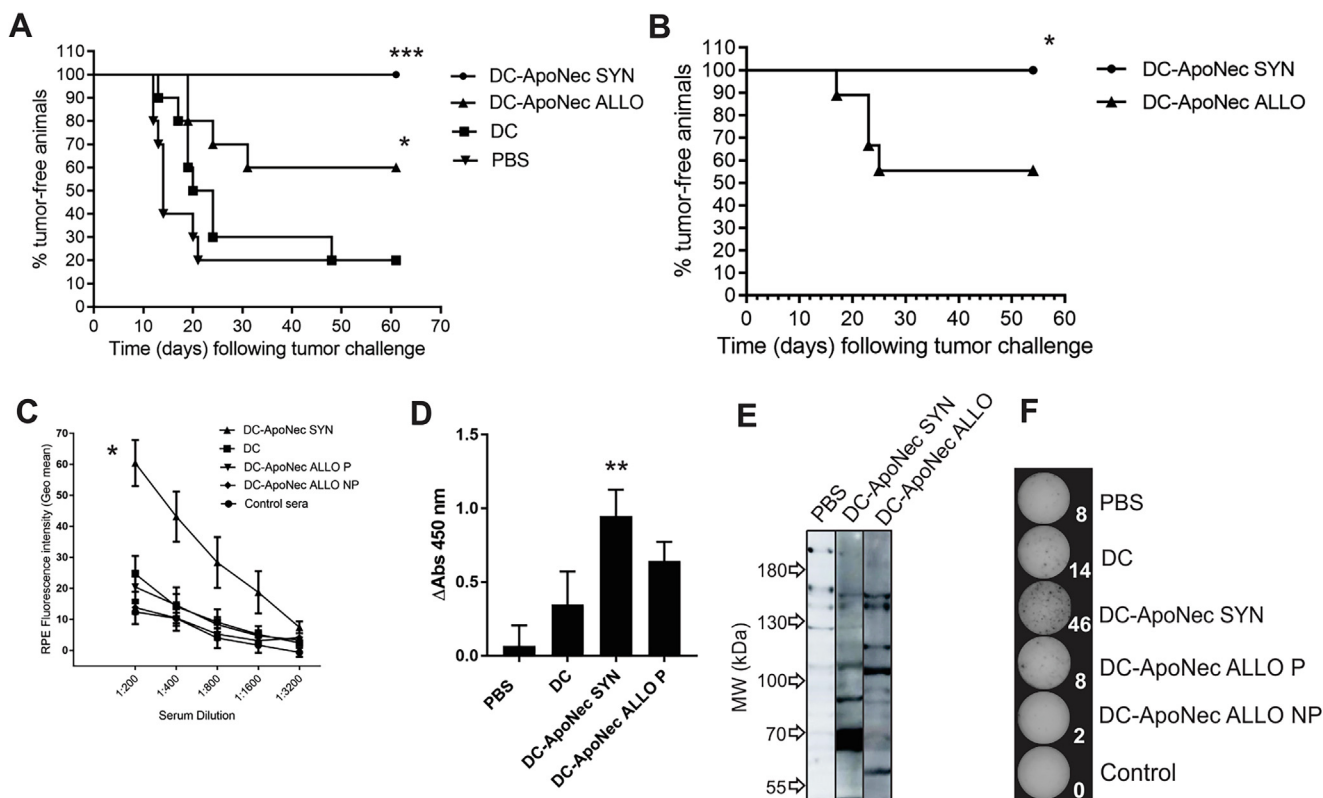 A
110
100
90
80
70
60
50
40
30
20
10
0
% tumor-free animals
0 10 20 30 40 50 60 70
Time (days) following tumor challenge
***
*
DC-ApoNec SYN
DC-ApoNec ALLO
DC
PBS
B
110
100
90
80
70
60
50
40
30
20
10
0
% tumor-free animals
0 10 20 30 40 50 60
Time (days) following tumor challenge
*
DC-ApoNec SYN
DC-ApoNec ALLO
C
70
60
50
40
30
20
10
0
RPE Fluorescence intensity (Geo mean)
*
DC-ApoNec SYN
DC
DC-ApoNec ALLO P
DC-ApoNec ALLO NP
Control sera
1:200 1:400 1:800 1:1600 1:3200
Serum Dilution
D
1.5
1.0
0.5
0.0
ΔAbs 450 nm
**
PBS
DC
DC-ApoNec SYN
DC-ApoNec ALLO P
E
PBS
DC-ApoNec SYN
DC-ApoNec ALLO
MW (kDa)
180
130
100
70
55
F
8 PBS
14 DC
46 DC-ApoNec SYN
8 DC-ApoNec ALLO P
2 DC-ApoNec ALLO NP
0 Control